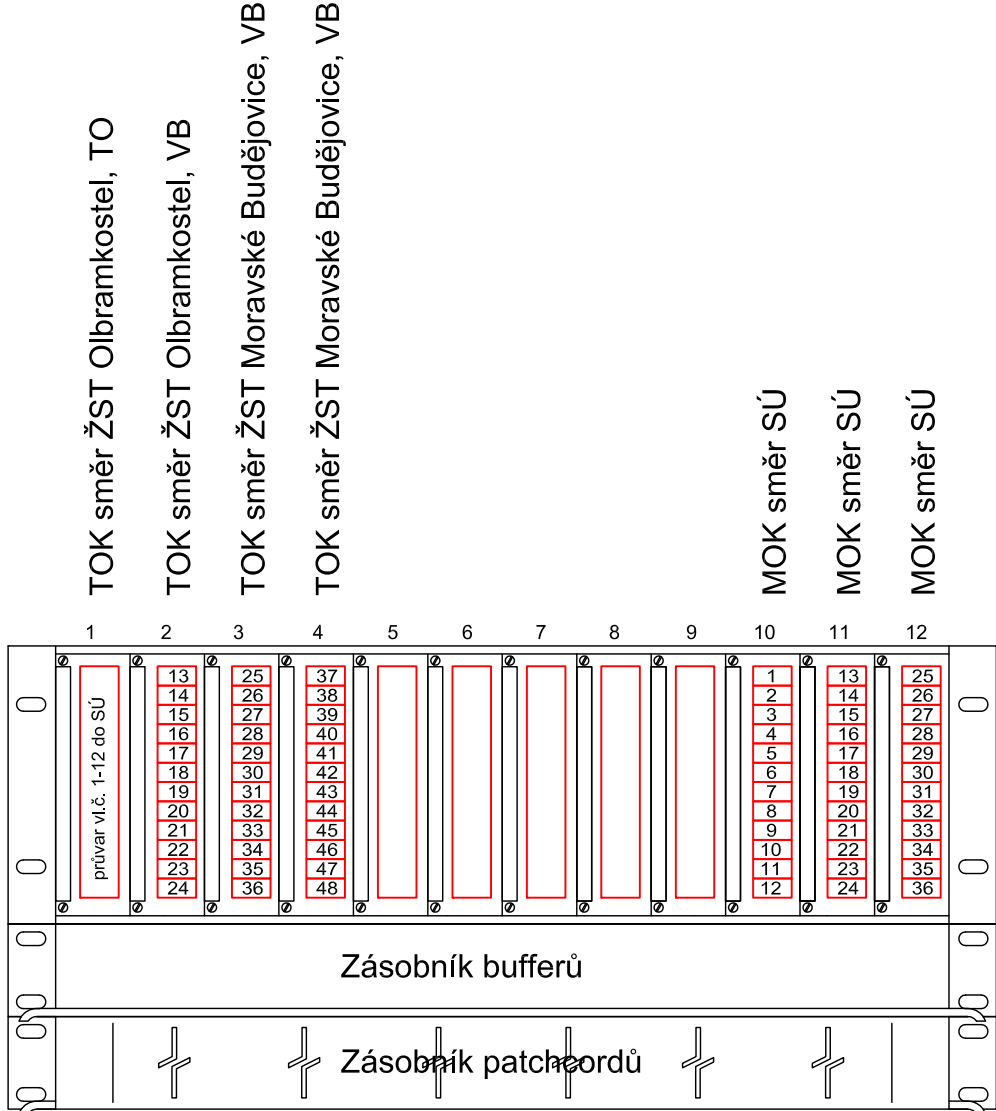 TOK směr ŽST Olbramkostel, TO
TOK směr ŽST Olbramkostel, VB
TOK směr ŽST Moravské Budějovice, VB
TOK směr ŽST Moravské Budějovice, VB
MOK směr SÚ
MOK směr SÚ
MOK směr SÚ
1 2 3 4 5 6 7 8 9 10 11 12
průvar vl.č. 1-12 do SÚ
13 25 37 1 13 25
14 26 38 2 14 26
15 27 39 3 15 27
16 28 40 4 16 28
17 29 41 5 17 29
18 30 42 6 18 30
19 31 43 7 19 31
20 32 44 8 20 32
21 33 45 9 21 33
22 34 46 10 22 34
23 35 47 11 23 35
24 36 48 12 24 36
Zásobník bufferů
Zásobník patchcordů